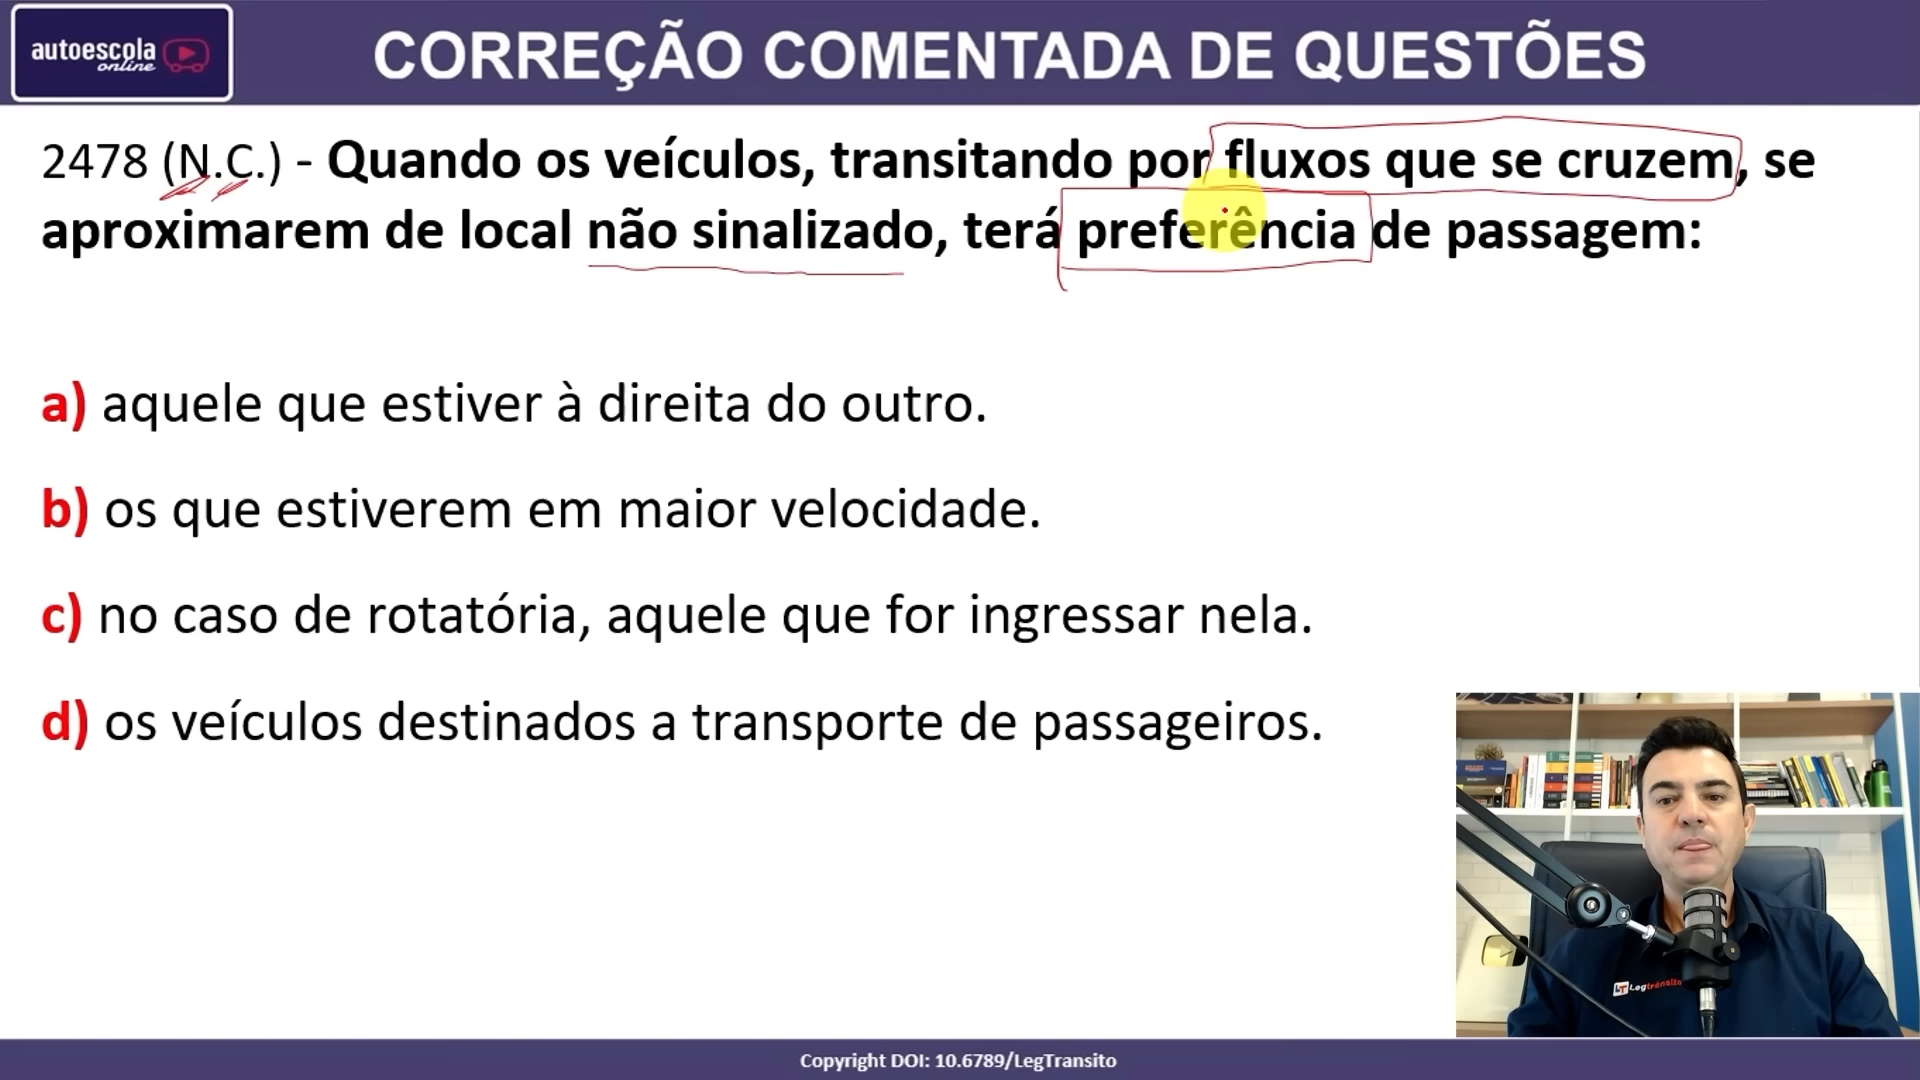 autoescola
online
CORREÇÃO COMENTADA DE QUESTÕES
2478 (N.C.) - Quando os veículos, transitando por fluxos que se cruzem, se
aproximarem de local não sinalizado, terá preferência de passagem:
a) aquele que estiver à direita do outro.
b) os que estiverem em maior velocidade.
c) no caso de rotatória, aquele que for ingressar nela.
d) os veículos destinados a transporte de passageiros.
LT Legtrânsito
Copyright DOI: 10.6789/LegTransito